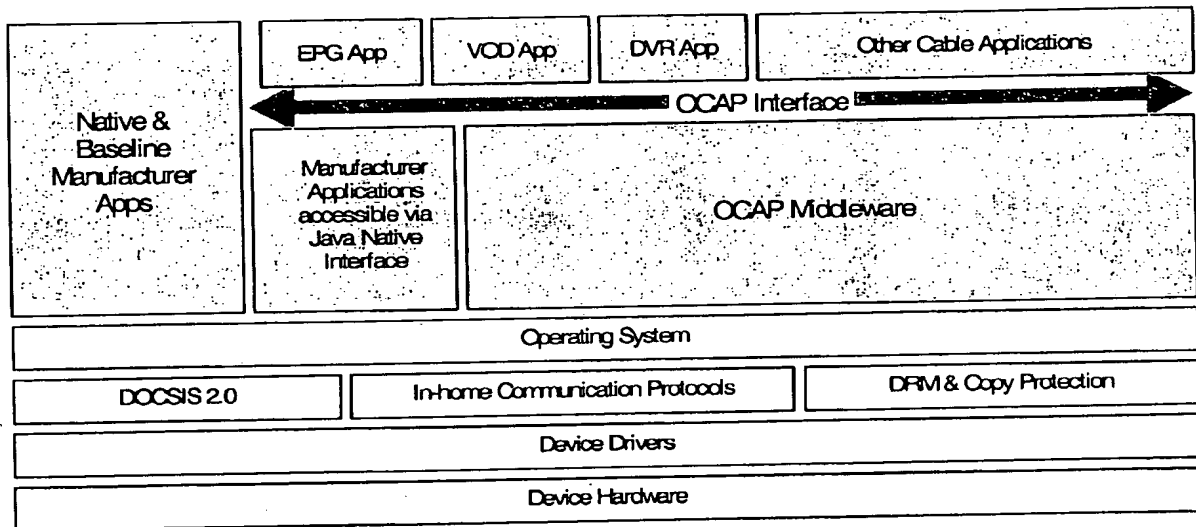 EPG App
VOD App
DVR App
Other Cable Applications
OCAP Interface
Native &
Baseline
Manufacturer
Apps
Manufacturer
Applications
accessible via
Java Native
Interface
OCAP Middleware
Operating System
DOCSIS 2.0
In-home Communication Protocols
DRM & Copy Protection
Device Drivers
Device Hardware